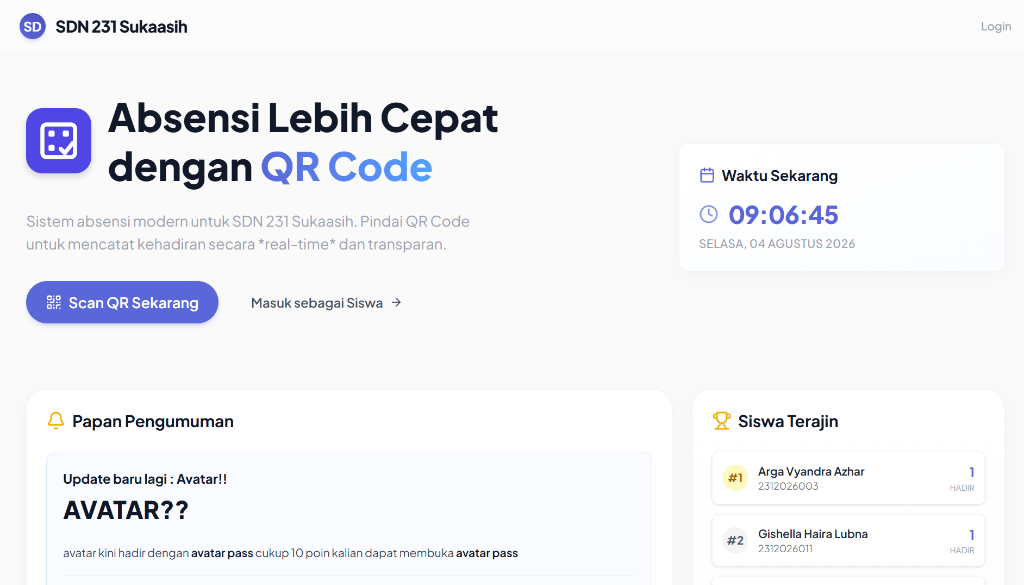 SD SDN 231 Sukaasih
Login
Absensi Lebih Cepat
dengan QR Code
Sistem absensi modern untuk SDN 231 Sukaasih. Pindai QR Code
untuk mencatat kehadiran secara *real-time* dan transparan.
Scan QR Sekarang
Masuk sebagai Siswa →
Waktu Sekarang
09:06:45
SELASA, 04 AGUSTUS 2026
Papan Pengumuman
Update baru lagi : Avatar!!
AVATAR??
avatar kini hadir dengan avatar pass cukup 10 poin kalian dapat membuka avatar pass
Siswa Terajin
#1 Arga Vyandra Azhar 1
2312026003 HADIR
#2 Gishella Haira Lubna 1
2312026011 HADIR